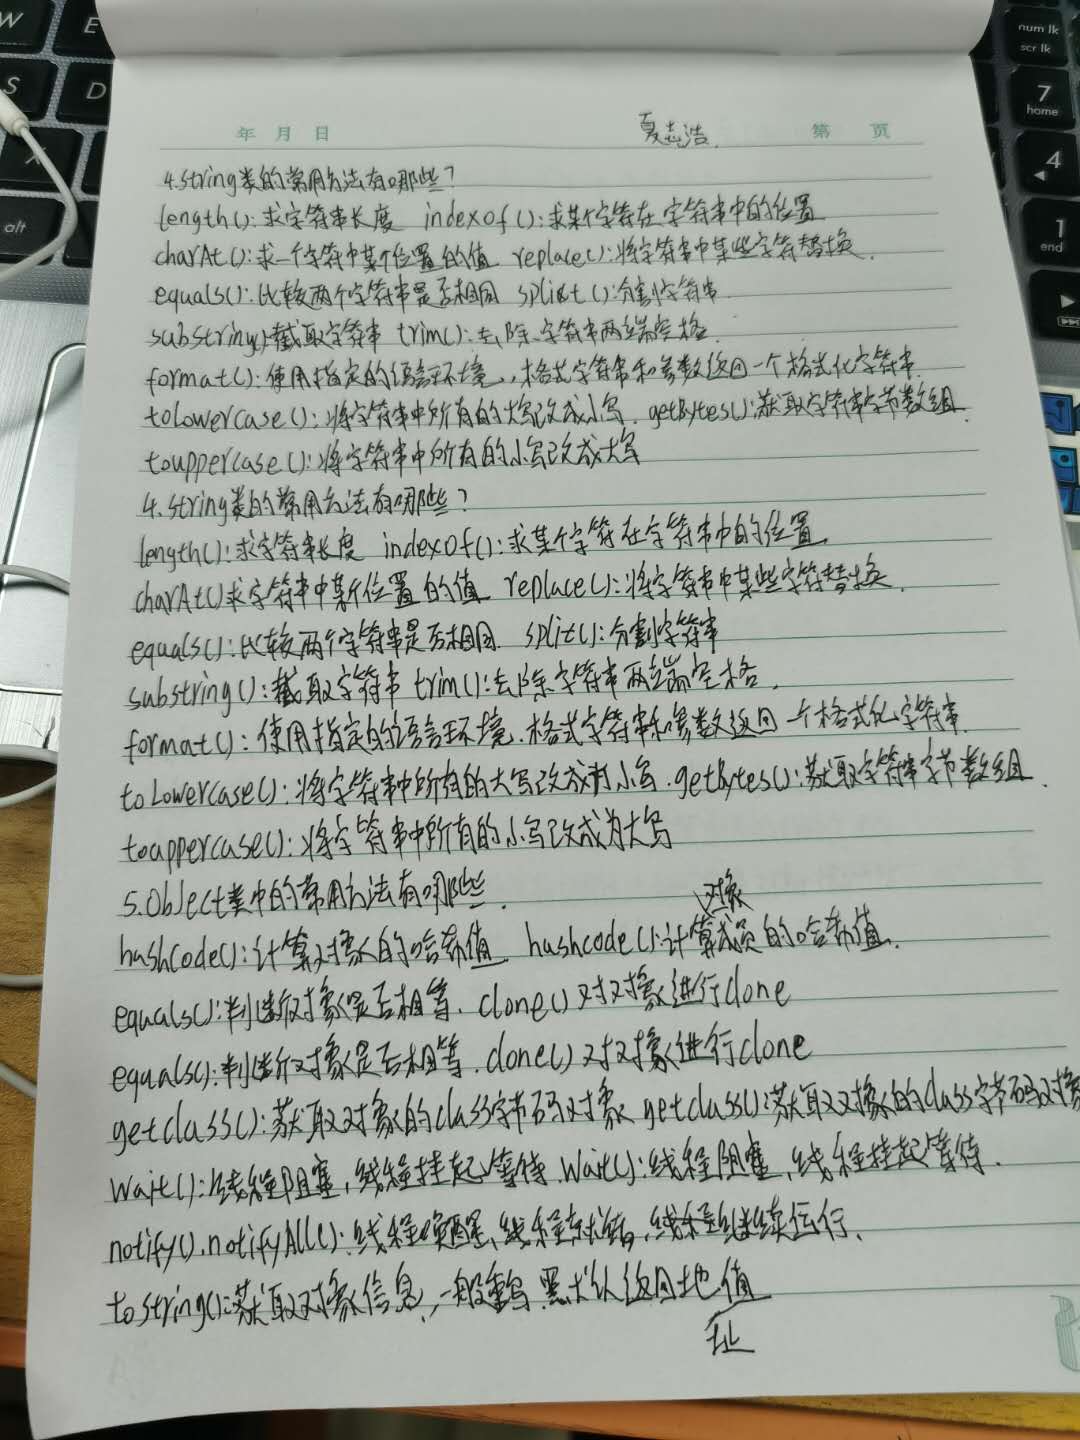 W
E
S
D
X
alt
num lk
scr lk
7
home
4
1
end
年 月 日 夏志浩 第 页
4.string类的常用方法有哪些?
length():求字符串长度 indexof():求某个字符在字符串中的位置
charAt():求一个字符中某个位置的值 replace():将字符串中某些字符替换.
equals():比较两个字符串是否相同 split():分割字符串.
substring()截取字符串 trim():去除字符串两端空格.
format():使用指定的语言环境,格式字符串和参数返回一个格式化字符串.
toLowercase():将字符串中所有的大写改成小写. getBytes():获取字符串字节数组.
touppercase():将字符串中所有的小写改成大写
4.string类的常用方法有哪些?
length():求字符串长度 indexOf():求某个字符在字符串中的位置.
charAt()求字符串中某个位置的值 replace():将字符串中某些字符替换.
equals():比较两个字符串是否相同 split():分割字符串
substring():截取字符串 trim():去除字符串两端空格.
format():使用指定的语言环境.格式字符串和参数返回一个格式化字符串.
toLowercase():将字符串中所有的大写改成为小写.getBytes():获取字符串字节数组.
touppercase():将字符串中所有的小写改成为大写
5.Object类中的常用方法有哪些.
hashCode():计算对象的哈希值 hashcode():计算对象的哈希值.
equals():判断对象是否相等. clone()对对象进行clone
equals():判断对象是否相等.clone()对对象进行clone
getclass():获取对象的class字节码对象 getclass():获取对象的class字节码对象
wait():线程阻塞,线程挂起等待.wait():线程阻塞,线程挂起等待.
notify().notifyAll():线程唤醒,线程就绪,线程继续运行.
tostring():获取对象信息,一般重写 默认返回地址值